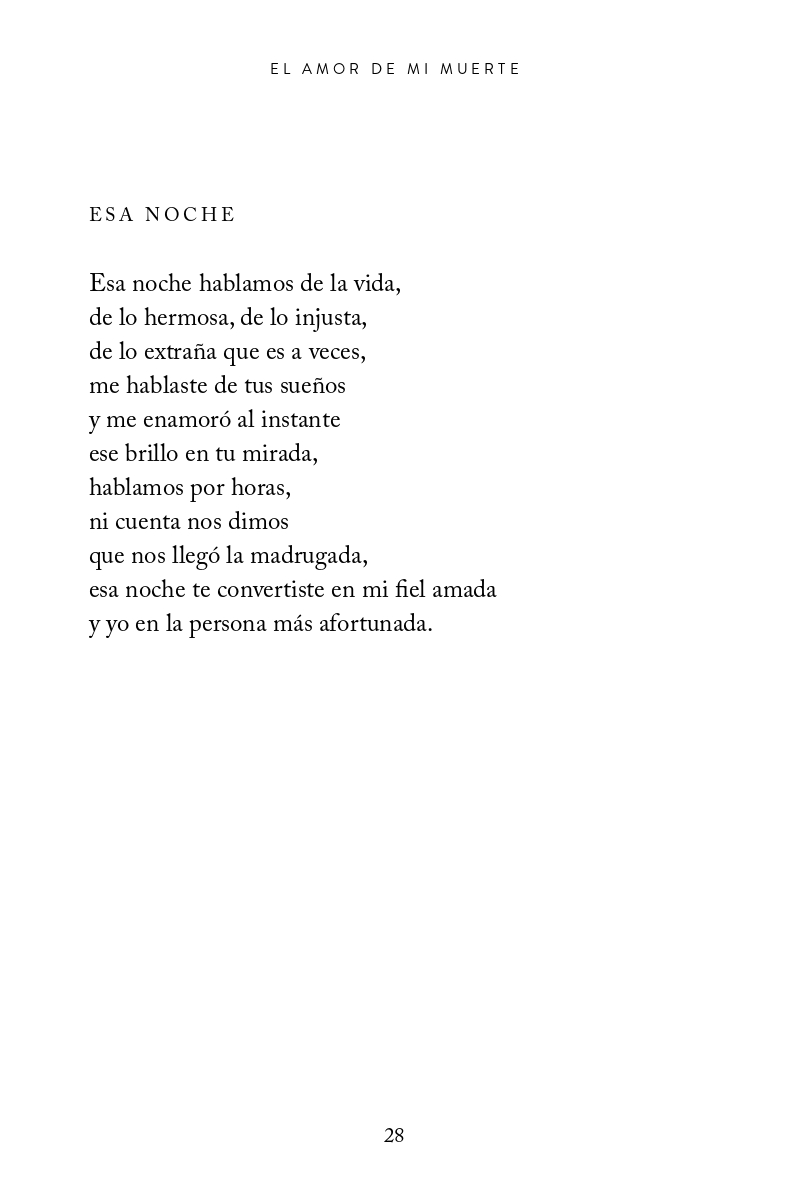 EL AMOR DE MI MUERTE
ESA NOCHE
Esa noche hablamos de la vida,
de lo hermosa, de lo injusta,
de lo extraña que es a veces,
me hablaste de tus sueños
y me enamoró al instante
ese brillo en tu mirada,
hablamos por horas,
ni cuenta nos dimos
que nos llegó la madrugada,
esa noche te convertiste en mi fiel amada
y yo en la persona más afortunada.
28